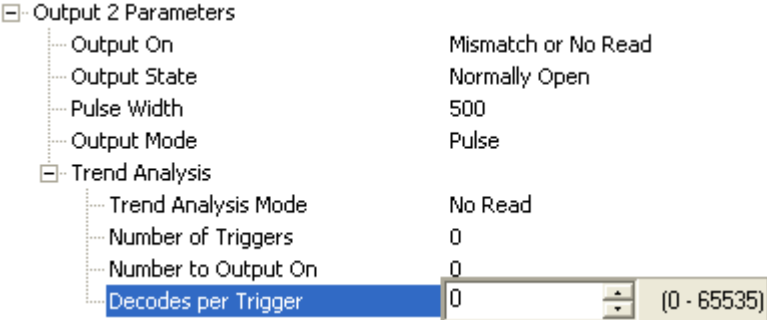 Output 2 Parameters
Output On Mismatch or No Read
Output State Normally Open
Pulse Width 500
Output Mode Pulse
Trend Analysis
Trend Analysis Mode No Read
Number of Triggers 0
Number to Output On 0
Decodes per Trigger 0 (0 - 65535)